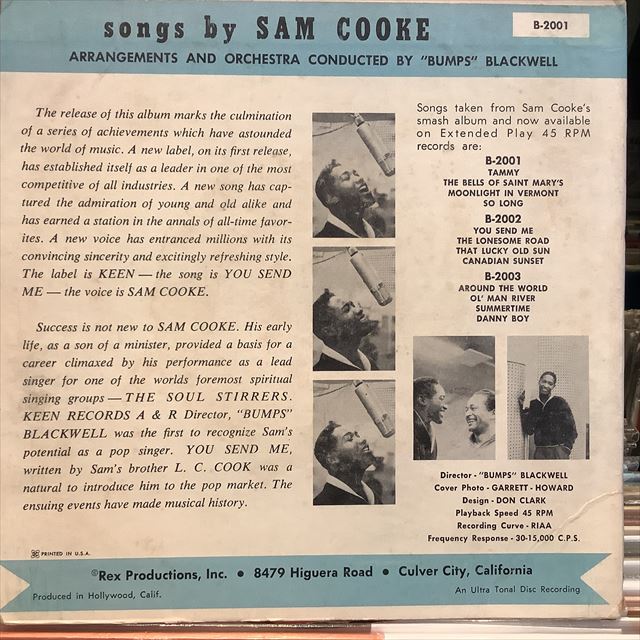 songs by SAM COOKE
B-2001
ARRANGEMENTS AND ORCHESTRA CONDUCTED BY "BUMPS" BLACKWELL
The release of this album marks the culmination
of a series of achievements which have astounded
the world of music. A new label, on its first release,
has established itself as a leader in one of the most
competitive of all industries. A new song has cap-
tured the admiration of young and old alike and
has earned a station in the annals of all-time favor-
ites. A new voice has entranced millions with its
convincing sincerity and excitingly refreshing style.
The label is KEEN — the song is YOU SEND
ME — the voice is SAM COOKE.
Success is not new to SAM COOKE. His early
life, as a son of a minister, provided a basis for a
career climaxed by his performance as a lead
singer for one of the worlds foremost spiritual
singing groups — THE SOUL STIRRERS.
KEEN RECORDS A & R Director, "BUMPS"
BLACKWELL was the first to recognize Sam's
potential as a pop singer. YOU SEND ME,
written by Sam's brother L. C. COOK was a
natural to introduce him to the pop market. The
ensuing events have made musical history.
Songs taken from Sam Cooke's
smash album and now available
on Extended Play 45 RPM
records are:
B-2001
TAMMY
THE BELLS OF SAINT MARY'S
MOONLIGHT IN VERMONT
SO LONG
B-2002
YOU SEND ME
THE LONESOME ROAD
THAT LUCKY OLD SUN
CANADIAN SUNSET
B-2003
AROUND THE WORLD
OL' MAN RIVER
SUMMERTIME
DANNY BOY
Director - "BUMPS" BLACKWELL
Cover Photo - GARRETT - HOWARD
Design - DON CLARK
Playback Speed 45 RPM
Recording Curve - RIAA
Frequency Response - 30-15,000 C.P.S.
PRINTED IN U.S.A.
©Rex Productions, Inc. • 8479 Higuera Road • Culver City, California
Produced in Hollywood, Calif.
An Ultra Tonal Disc Recording